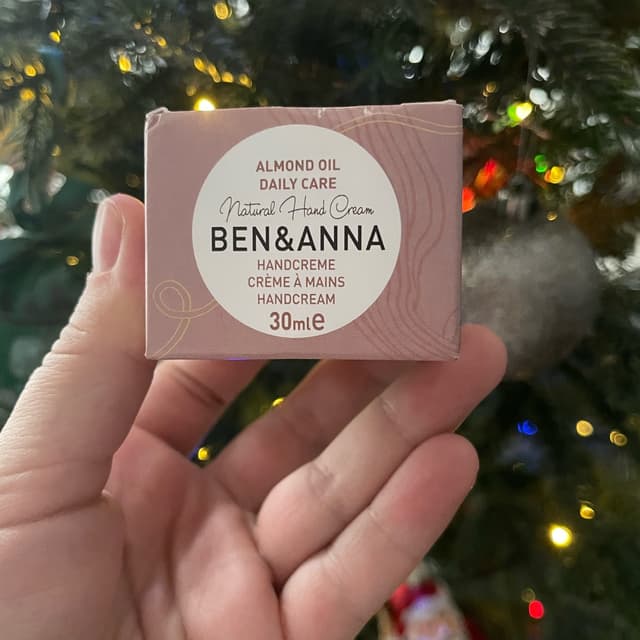 ALMOND OIL
DAILY CARE
Natural Hand Cream
BEN&ANNA
HANDCREME
CRÈME À MAINS
HANDCREAM
30ml℮